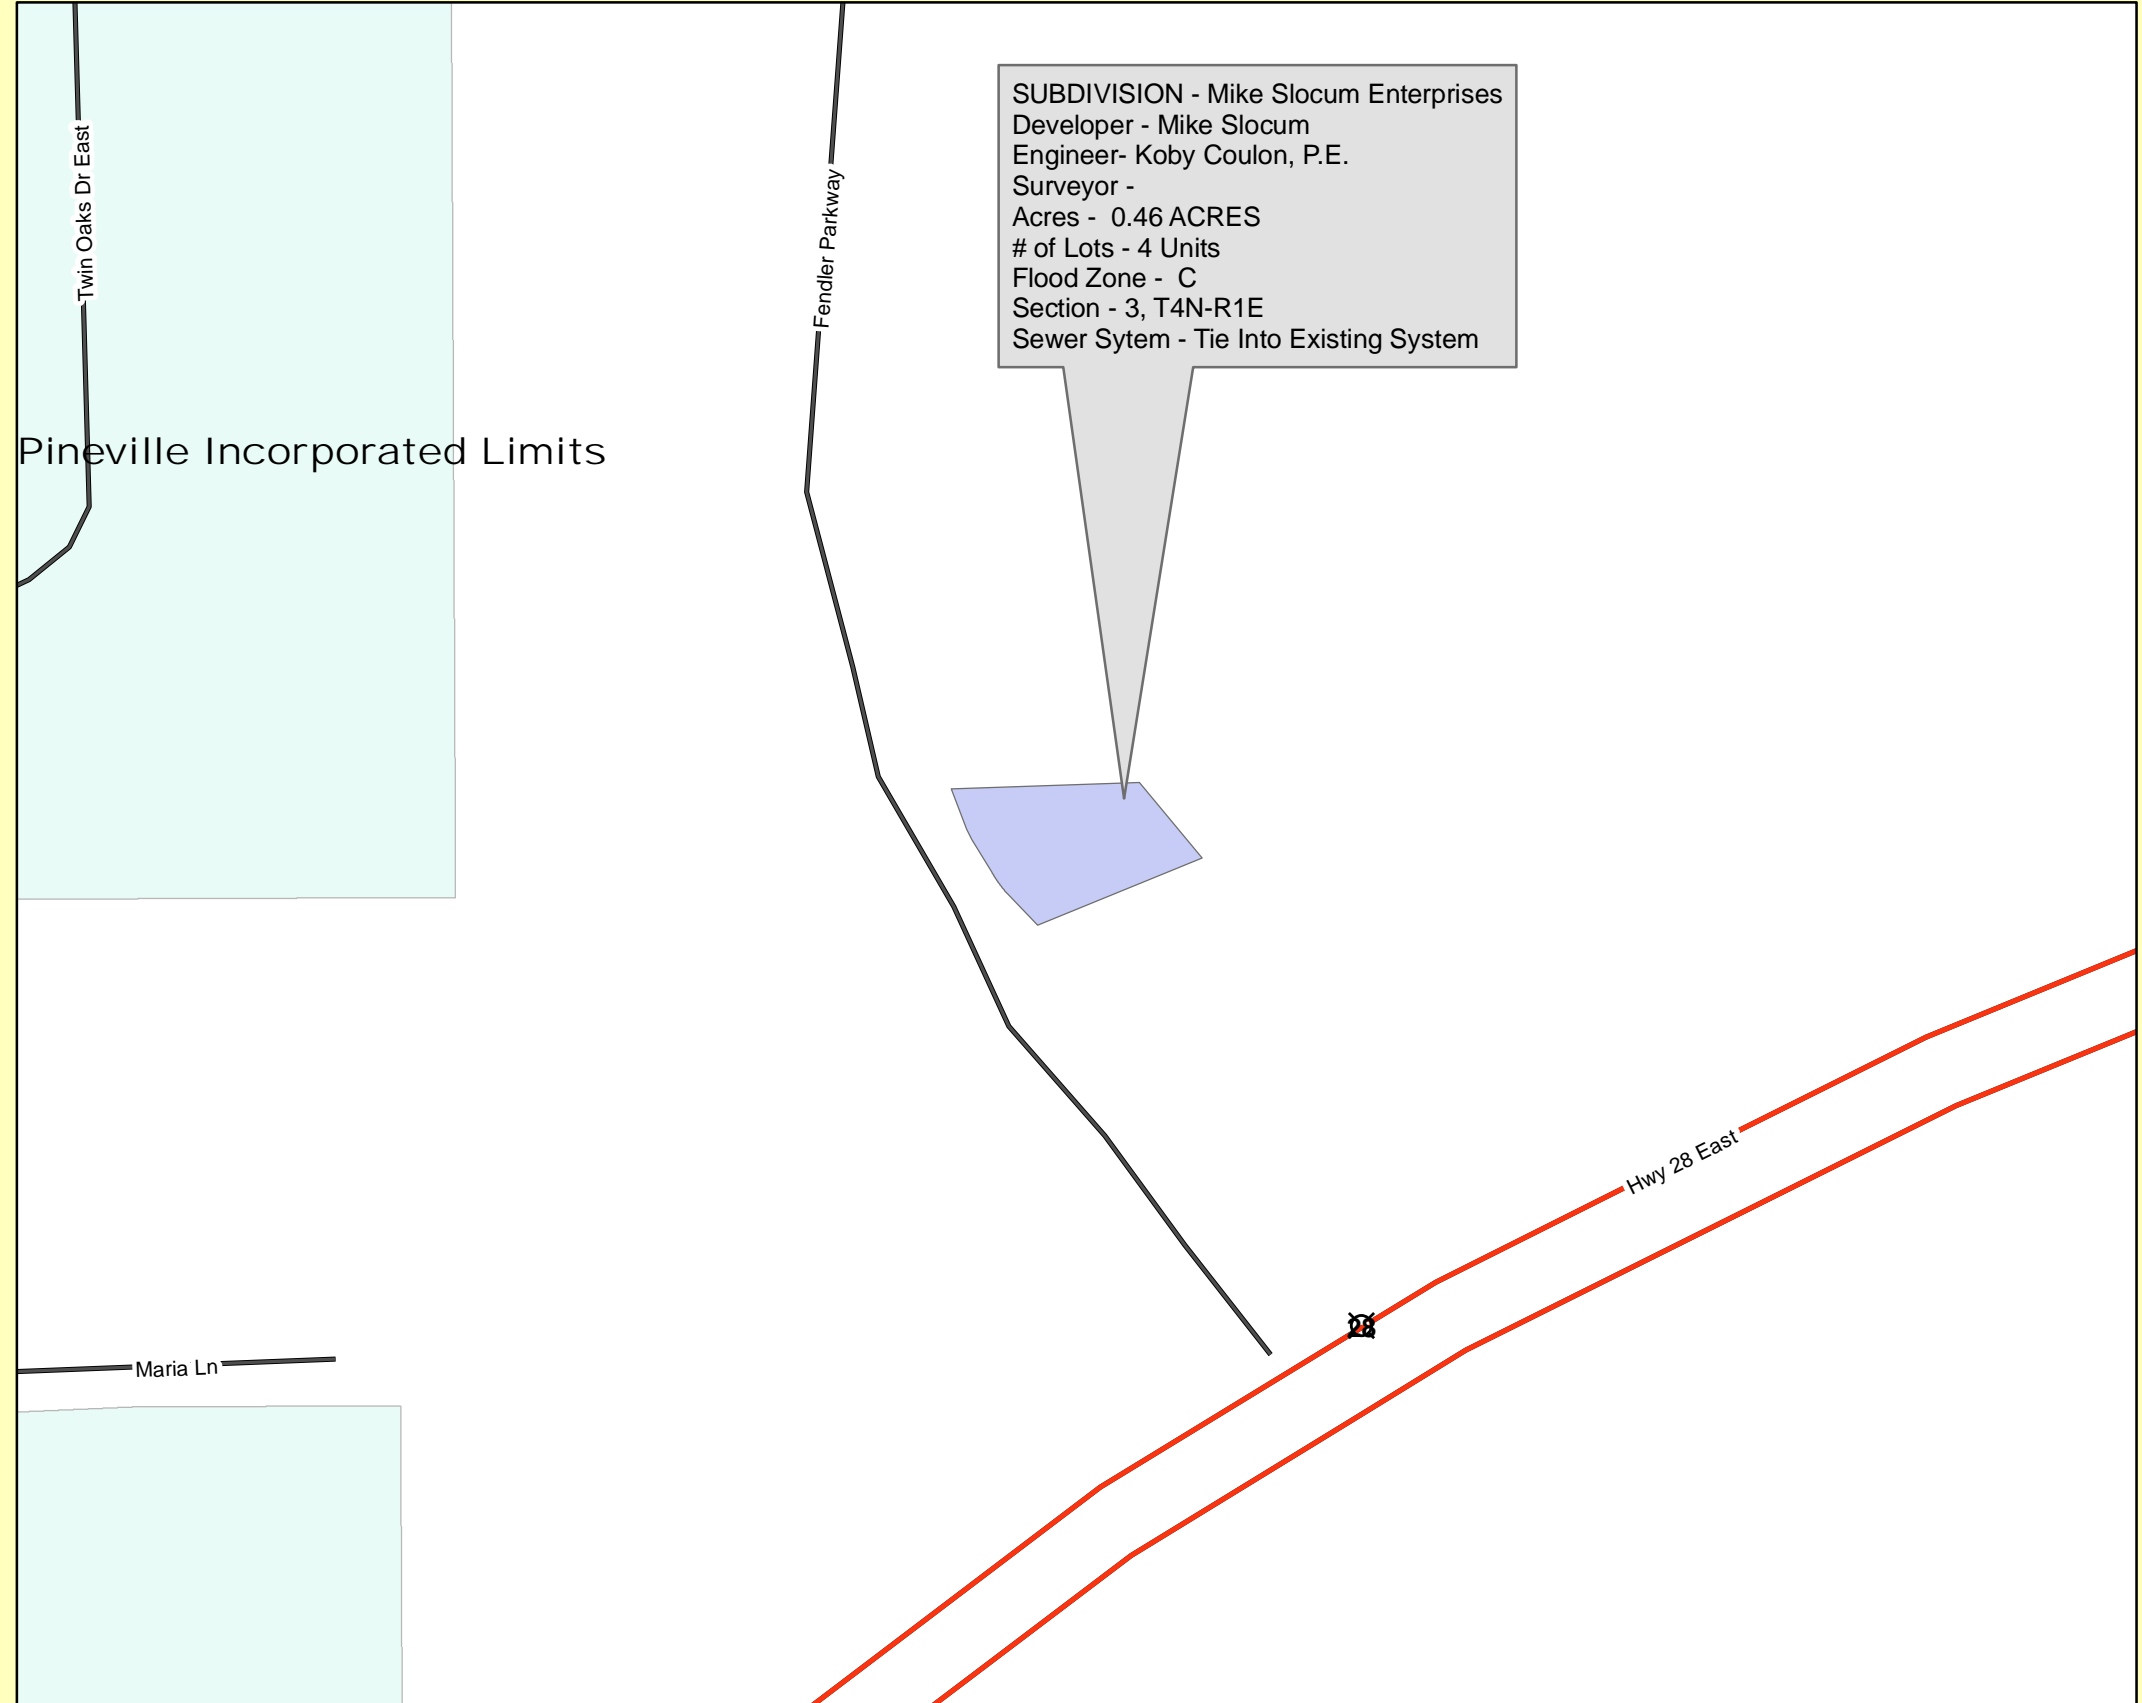 SUBDIVISION - Mike Slocum Enterprises
Developer - Mike Slocum
Engineer- Koby Coulon, P.E.
Surveyor -
Acres -  0.46 ACRES
# of Lots - 4 Units
Flood Zone -  C
Section - 3, T4N-R1E
Sewer Sytem - Tie Into Existing System
Twin Oaks Dr East
Fendler Parkway
Pineville Incorporated Limits
Hwy 28 East
28
Maria Ln